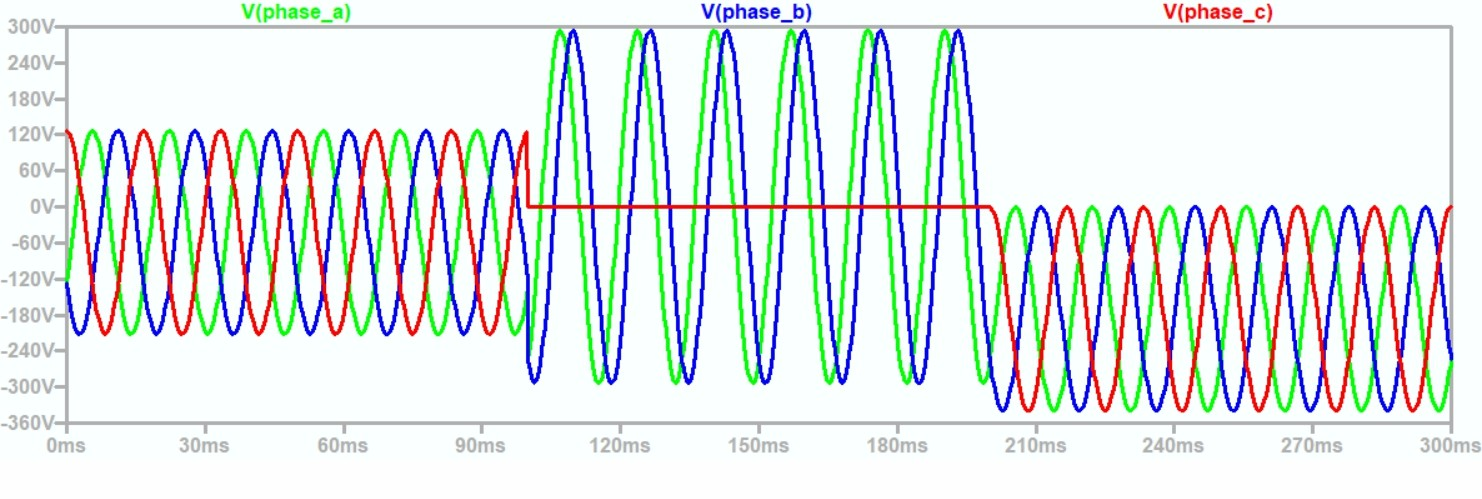 V(phase_a) V(phase_b) V(phase_c)
300V
240V
180V
120V
60V
0V
-60V
-120V
-180V
-240V
-300V
-360V
0ms 30ms 60ms 90ms 120ms 150ms 180ms 210ms 240ms 270ms 300ms